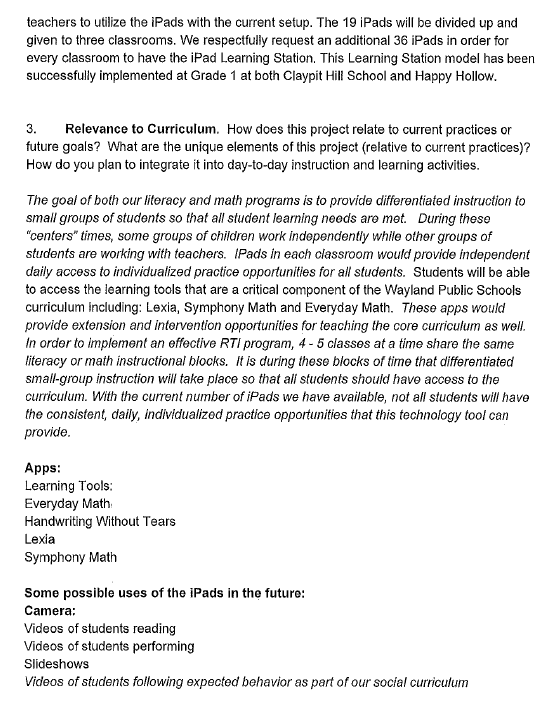 teachers to utilize the iPads with the current setup. The 19 iPads will be divided up and
given to three classrooms. We respectfully request an additional 36 iPads in order for
every classroom to have the iPad Learning Station. This Learning Station model has been
successfully implemented at Grade 1 at both Claypit Hill School and Happy Hollow.
3. Relevance to Curriculum. How does this project relate to current practices or
future goals? What are the unique elements of this project (relative to current practices)?
How do you plan to integrate it into day-to-day instruction and learning activities.
The goal of both our literacy and math programs is to provide differentiated instruction to
small groups of students so that all student learning needs are met. During these
"centers" times, some groups of children work independently while other groups of
students are working with teachers. IPads in each classroom would provide independent
daily access to individualized practice opportunities for all students. Students will be able
to access the learning tools that are a critical component of the Wayland Public Schools
curriculum including: Lexia, Symphony Math and Everyday Math. These apps would
provide extension and intervention opportunities for teaching the core curriculum as well.
In order to implement an effective RTI program, 4 - 5 classes at a time share the same
literacy or math instructional blocks. It is during these blocks of time that differentiated
small-group instruction will take place so that all students should have access to the
curriculum. With the current number of iPads we have available, not all students will have
the consistent, daily, individualized practice opportunities that this technology tool can
provide.
Apps:
Learning Tools:
Everyday Math
Handwriting Without Tears
Lexia
Symphony Math
Some possible uses of the iPads in the future:
Camera:
Videos of students reading
Videos of students performing
Slideshows
Videos of students following expected behavior as part of our social curriculum